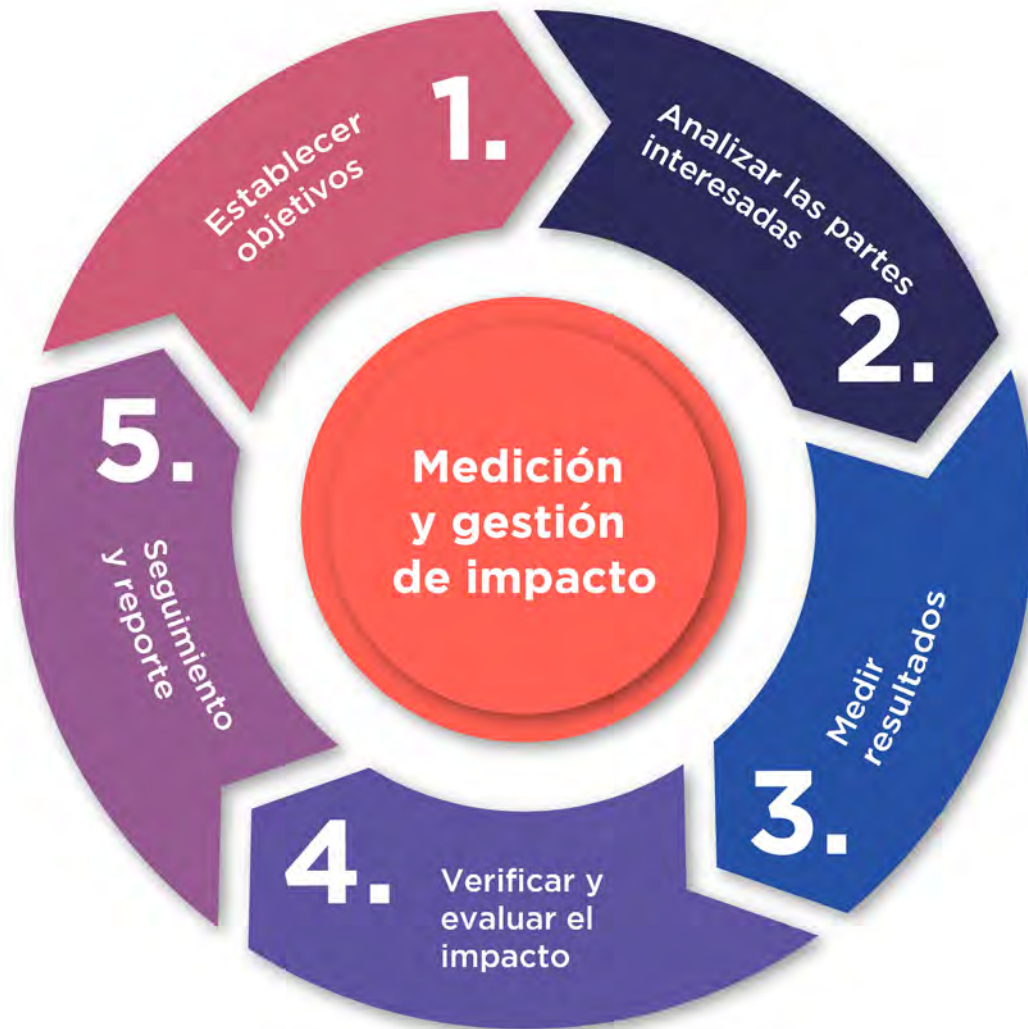 1.
Establecer
objetivos
Analizar las partes
interesadas
2.
Medir
resultados
3.
4.
Verificar y
evaluar el
impacto
5.
Seguimiento
y reporte
Medición
y gestión
de impacto